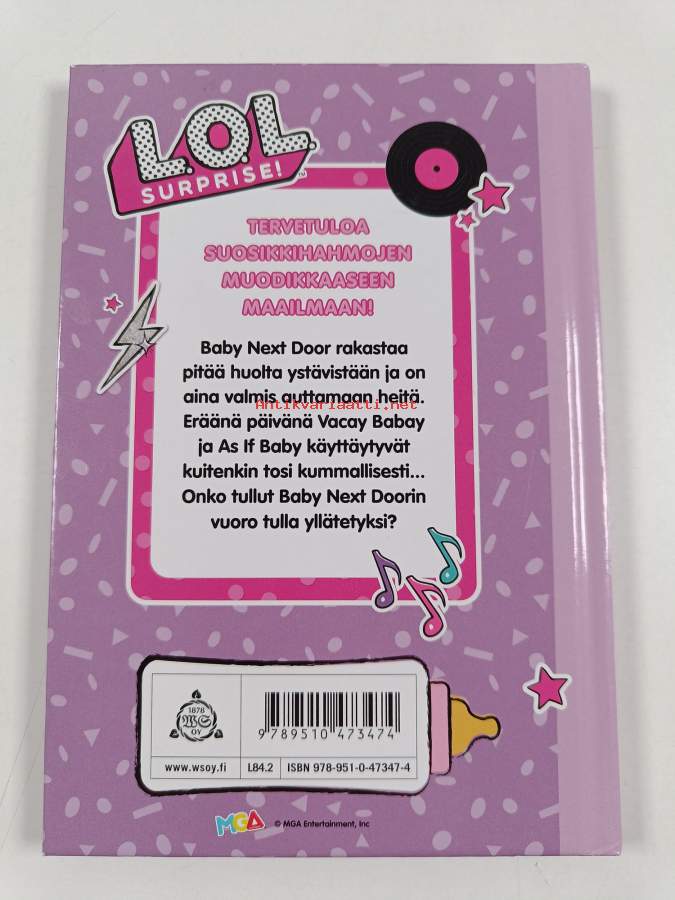 L.O.L.
SURPRISE!™
TERVETULOA
SUOSIKKIHAHMOJEN
MUODIKKAASEEN
MAAILMAAN!
Baby Next Door rakastaa
pitää huolta ystävistään ja on
aina valmis auttamaan heitä.
Antikvariaatti.net
Eräänä päivänä Vacay Babay
ja As If Baby käyttäytyvät
kuitenkin tosi kummallisesti...
Onko tullut Baby Next Doorin
vuoro tulla yllätetyksi?
1878
WS
OY
9 789510 473474
www.wsoy.fi
L84.2
ISBN 978-951-0-47347-4
MGA
© MGA Entertainment, Inc